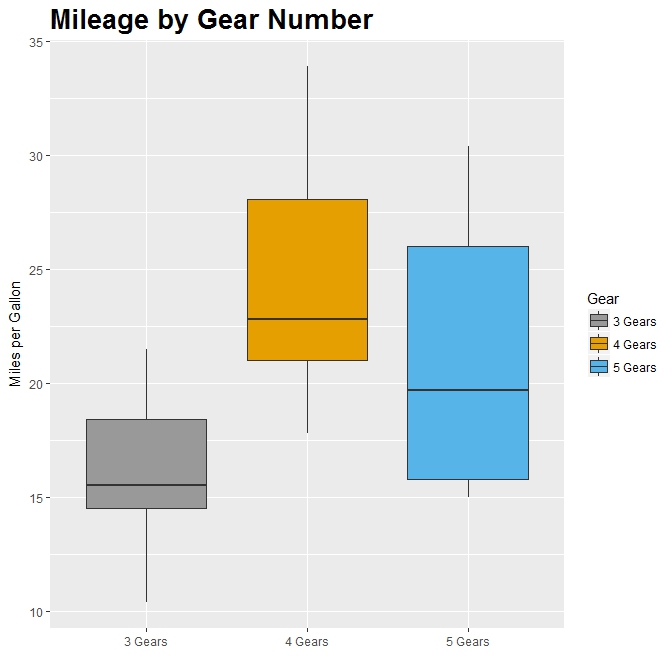 Mileage by Gear Number
35
30
25
20
15
10
Miles per Gallon
3 Gears
4 Gears
5 Gears
Gear
3 Gears
4 Gears
5 Gears